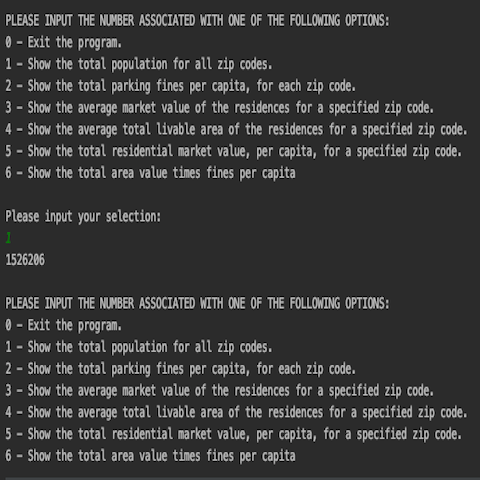 PLEASE INPUT THE NUMBER ASSOCIATED WITH ONE OF THE FOLLOWING OPTIONS:
0 – Exit the program.
1 – Show the total population for all zip codes.
2 – Show the total parking fines per capita, for each zip code.
3 – Show the average market value of the residences for a specified zip code.
4 – Show the average total livable area of the residences for a specified zip code.
5 – Show the total residential market value, per capita, for a specified zip code.
6 – Show the total area value times fines per capita
Please input your selection:
1
1526206
PLEASE INPUT THE NUMBER ASSOCIATED WITH ONE OF THE FOLLOWING OPTIONS:
0 – Exit the program.
1 – Show the total population for all zip codes.
2 – Show the total parking fines per capita, for each zip code.
3 – Show the average market value of the residences for a specified zip code.
4 – Show the average total livable area of the residences for a specified zip code.
5 – Show the total residential market value, per capita, for a specified zip code.
6 – Show the total area value times fines per capita